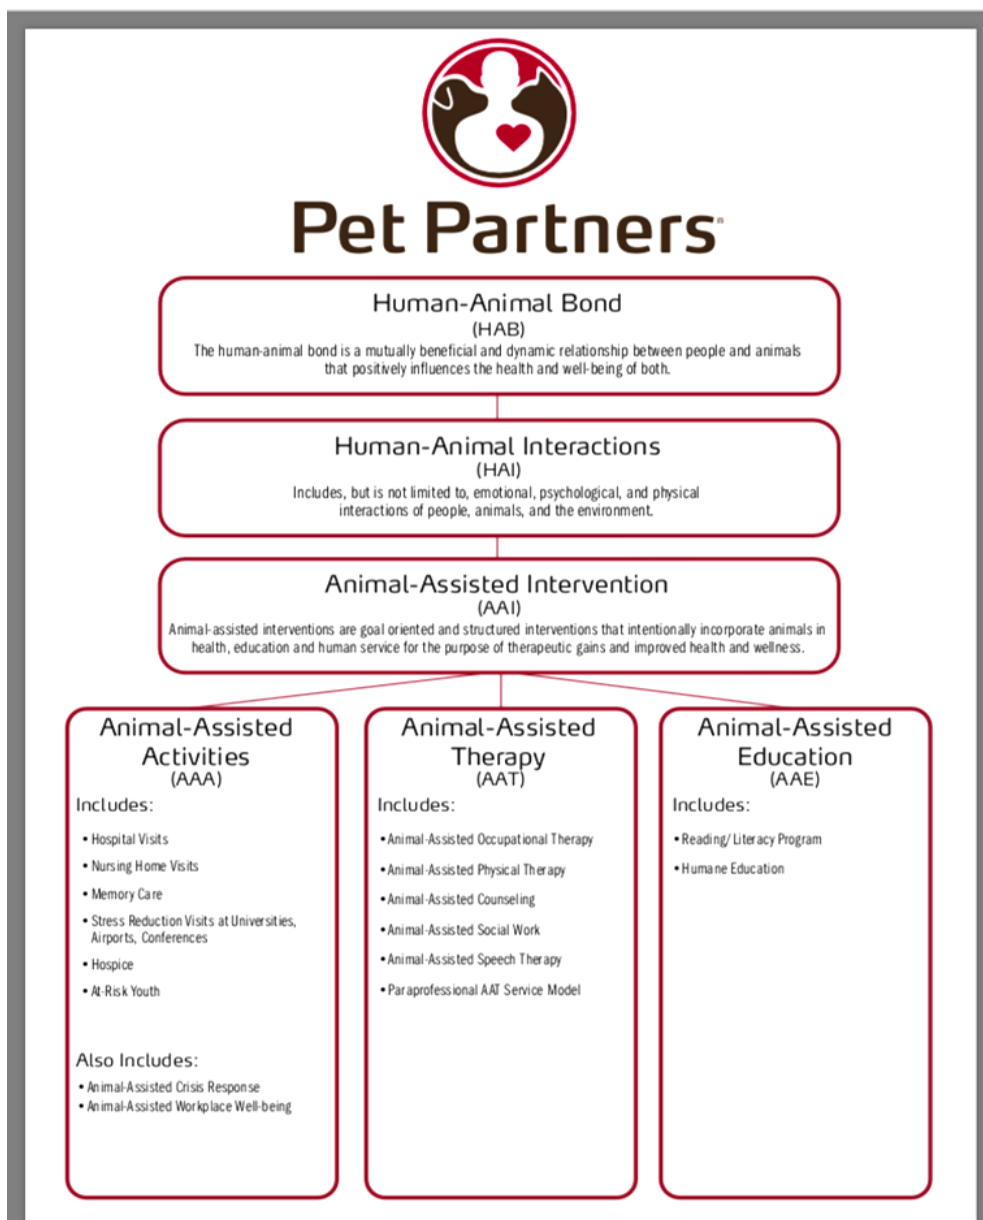 Pet Partners®
Human-Animal Bond
(HAB)
The human-animal bond is a mutually beneficial and dynamic relationship between people and animals
that positively influences the health and well-being of both.
Human-Animal Interactions
(HAI)
Includes, but is not limited to, emotional, psychological, and physical
interactions of people, animals, and the environment.
Animal-Assisted Intervention
(AAI)
Animal-assisted interventions are goal oriented and structured interventions that intentionally incorporate animals in
health, education and human service for the purpose of therapeutic gains and improved health and wellness.
Animal-Assisted
Activities
(AAA)
Includes:
• Hospital Visits
• Nursing Home Visits
• Memory Care
• Stress Reduction Visits at Universities,
Airports, Conferences
• Hospice
• At-Risk Youth
Also Includes:
• Animal-Assisted Crisis Response
• Animal-Assisted Workplace Well-being
Animal-Assisted
Therapy
(AAT)
Includes:
• Animal-Assisted Occupational Therapy
• Animal-Assisted Physical Therapy
• Animal-Assisted Counseling
• Animal-Assisted Social Work
• Animal-Assisted Speech Therapy
• Paraprofessional AAT Service Model
Animal-Assisted
Education
(AAE)
Includes:
• Reading/Literacy Program
• Humane Education